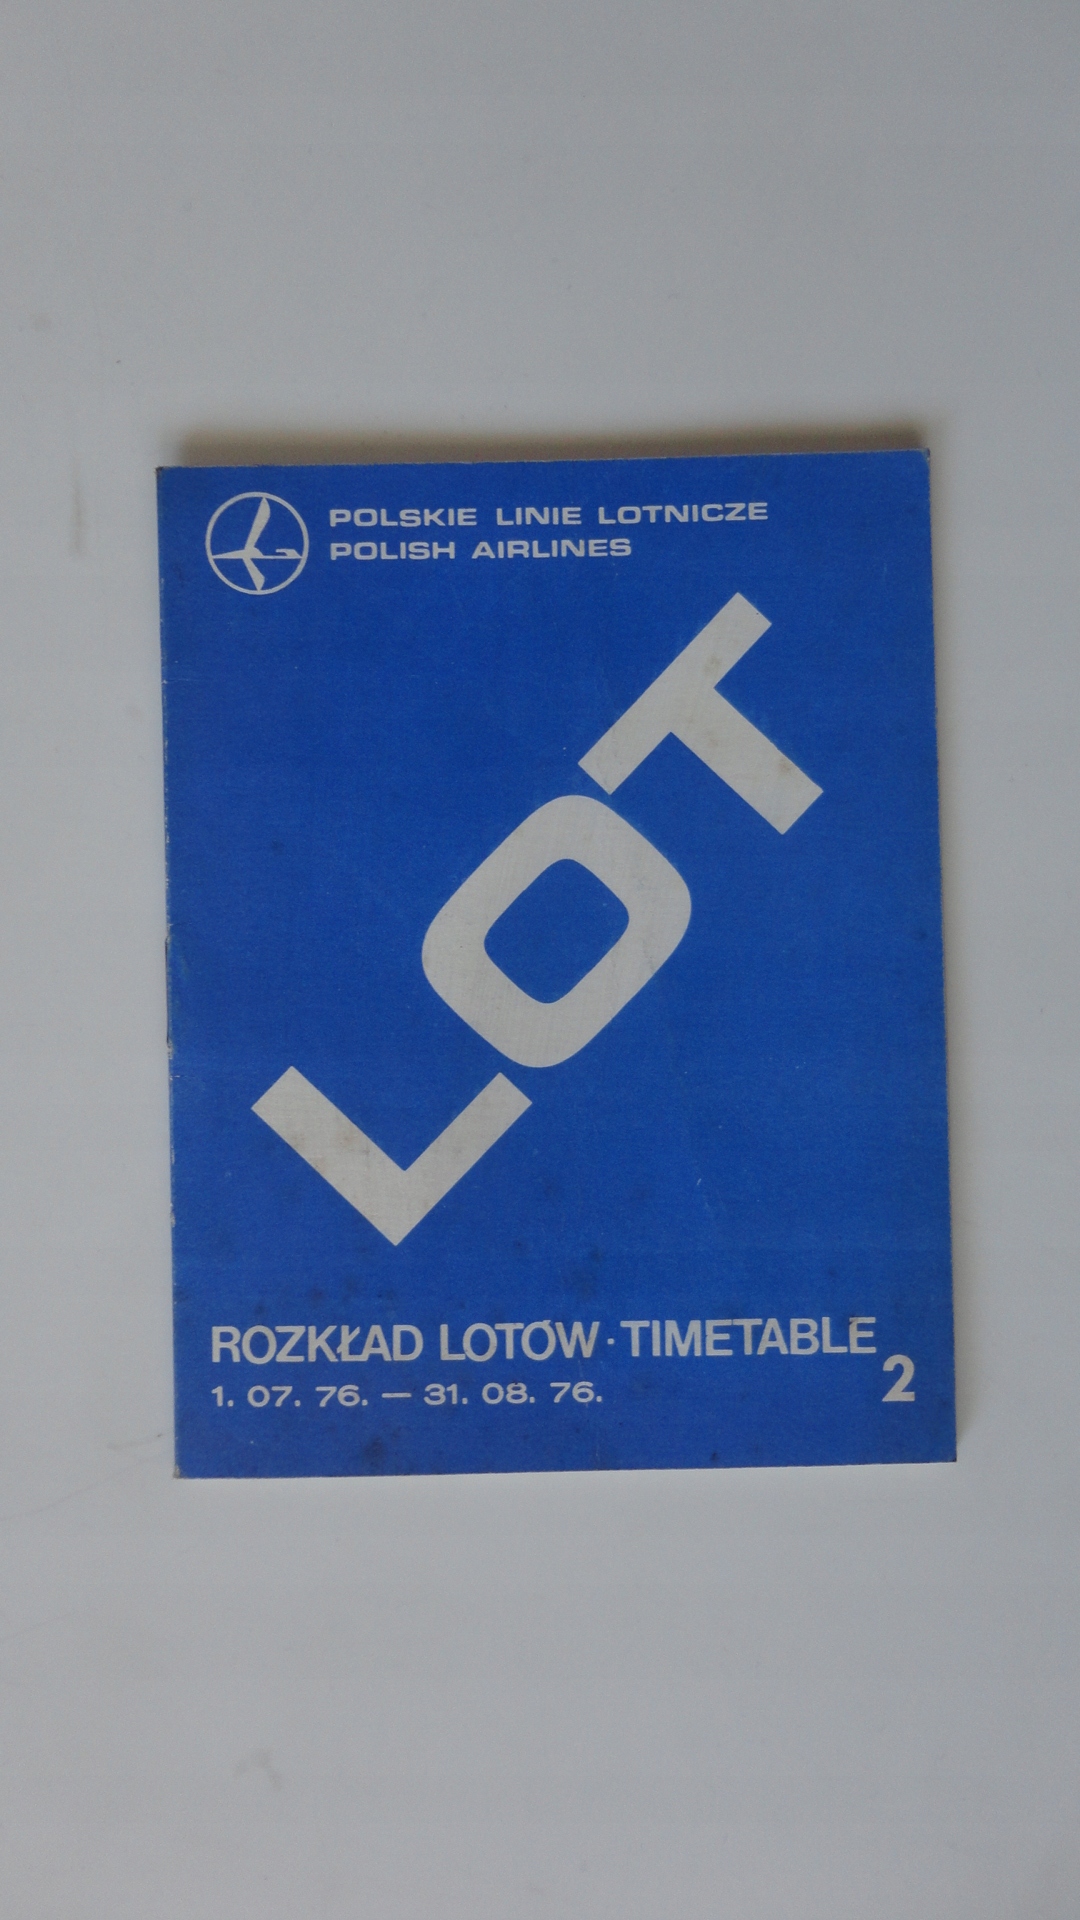 POLSKIE LINIE LOTNICZE
POLISH AIRLINES
LOT
ROZKŁAD LOTÓW · TIMETABLE
2
1. 07. 76. — 31. 08. 76.